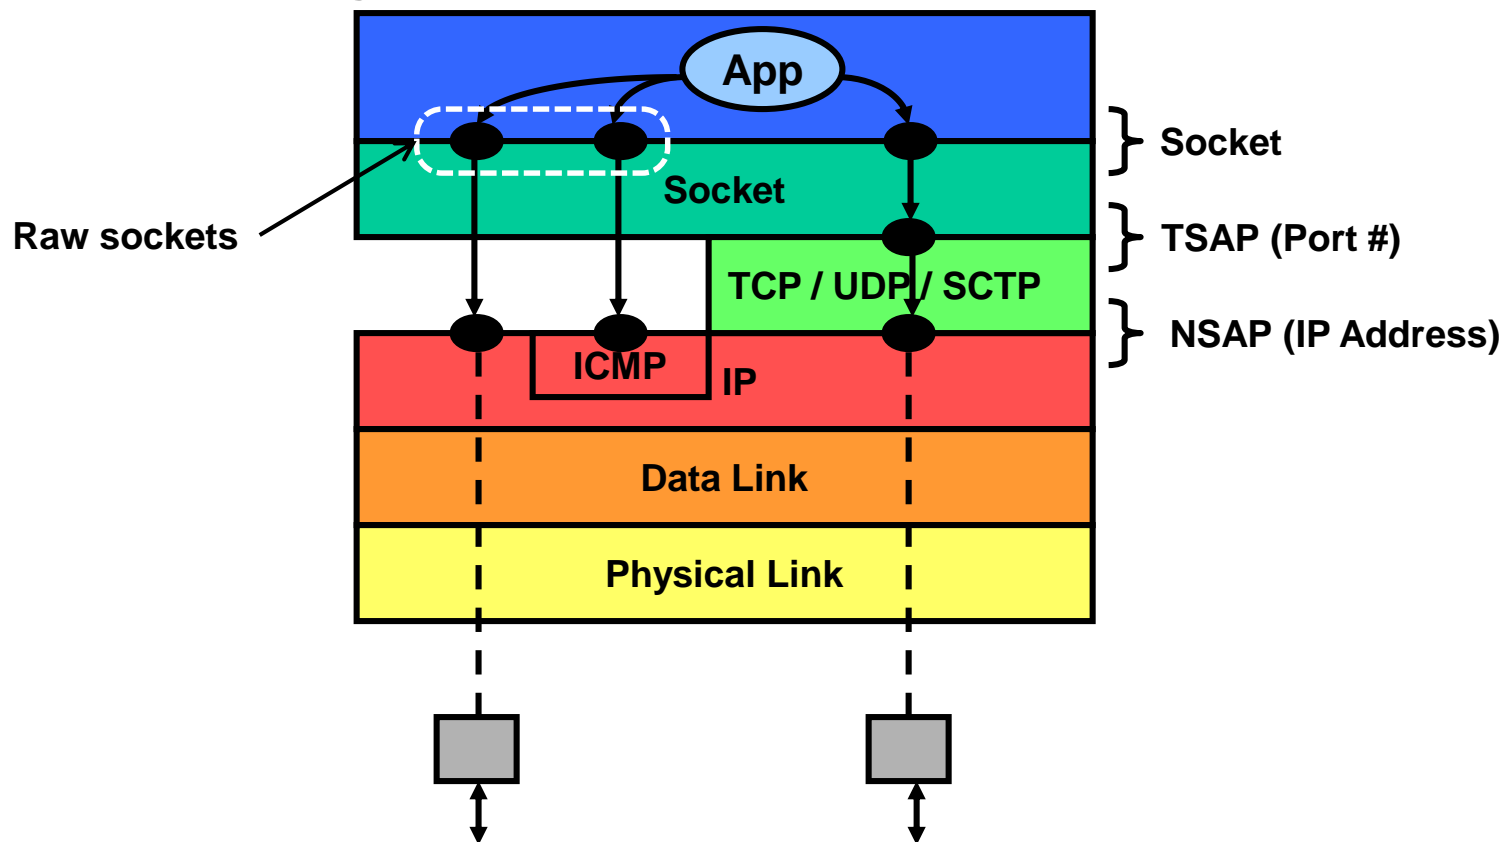 App
Socket
Socket
Raw sockets
TSAP (Port #)
TCP / UDP / SCTP
NSAP (IP Address)
ICMP
IP
Data Link
Physical Link